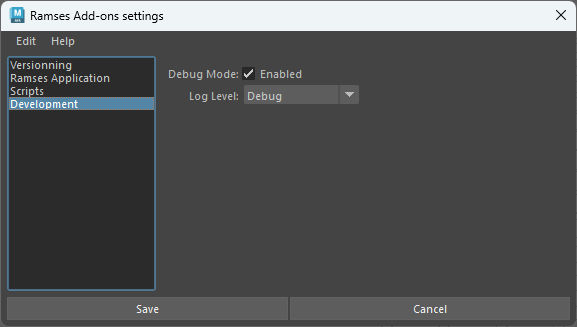 Ramses Add-ons settings
Edit Help
Versionning
Ramses Application
Scripts
Development
Debug Mode: Enabled
Log Level: Debug
Save Cancel